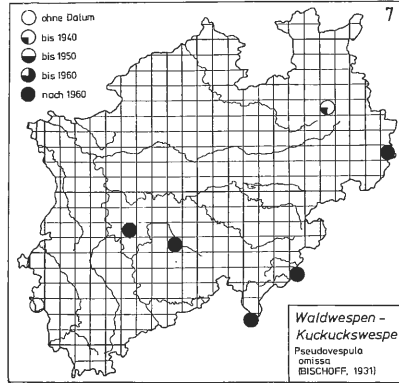 7
ohne Datum
bis 1940
bis 1950
bis 1960
nach 1960
Waldwespen -
Kuckuckswespe
Pseudovespula
omissa
(BISCHOFF, 1931)